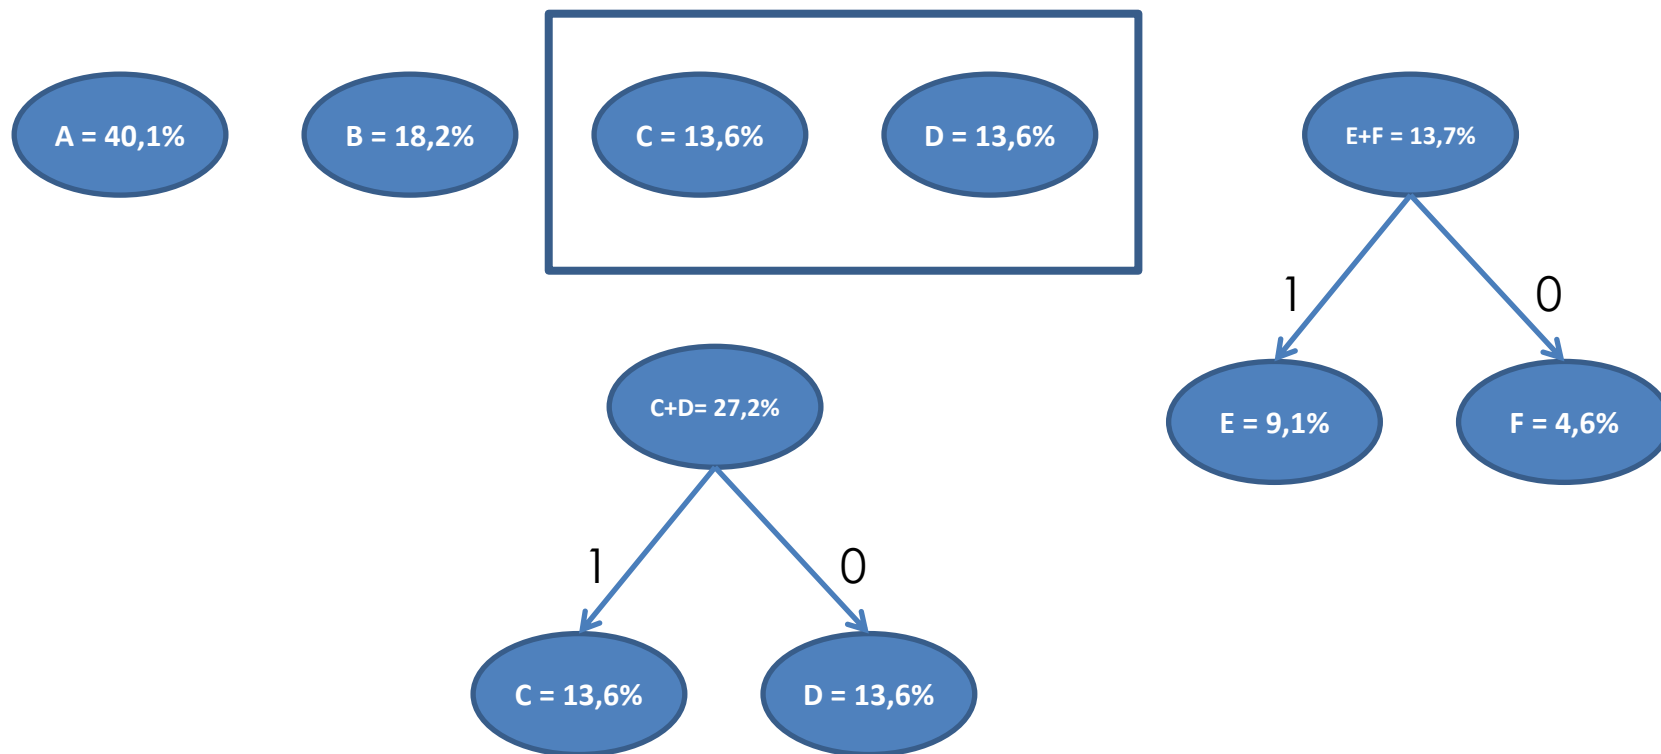 A = 40,1%
B = 18,2%
C = 13,6%
D = 13,6%
E+F = 13,7%
1
0
C+D= 27,2%
E = 9,1%
F = 4,6%
1
0
C = 13,6%
D = 13,6%